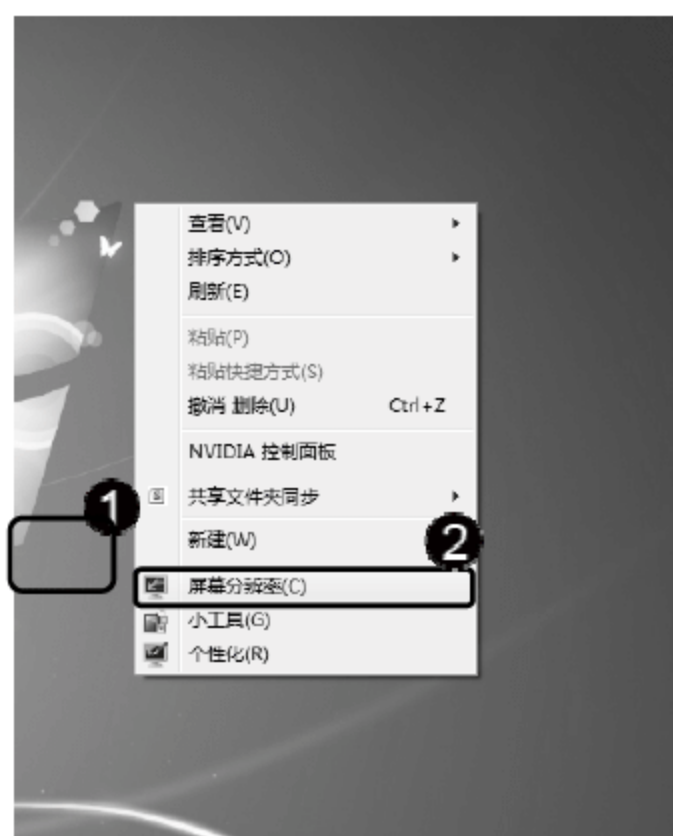 查看(V)
排序方式(O)
刷新(E)
粘贴(P)
粘贴快捷方式(S)
撤消 删除(U) Ctrl+Z
NVIDIA 控制面板
1
S 共享文件夹同步
新建(W)
2
屏幕分辨率(C)
小工具(G)
个性化(R)